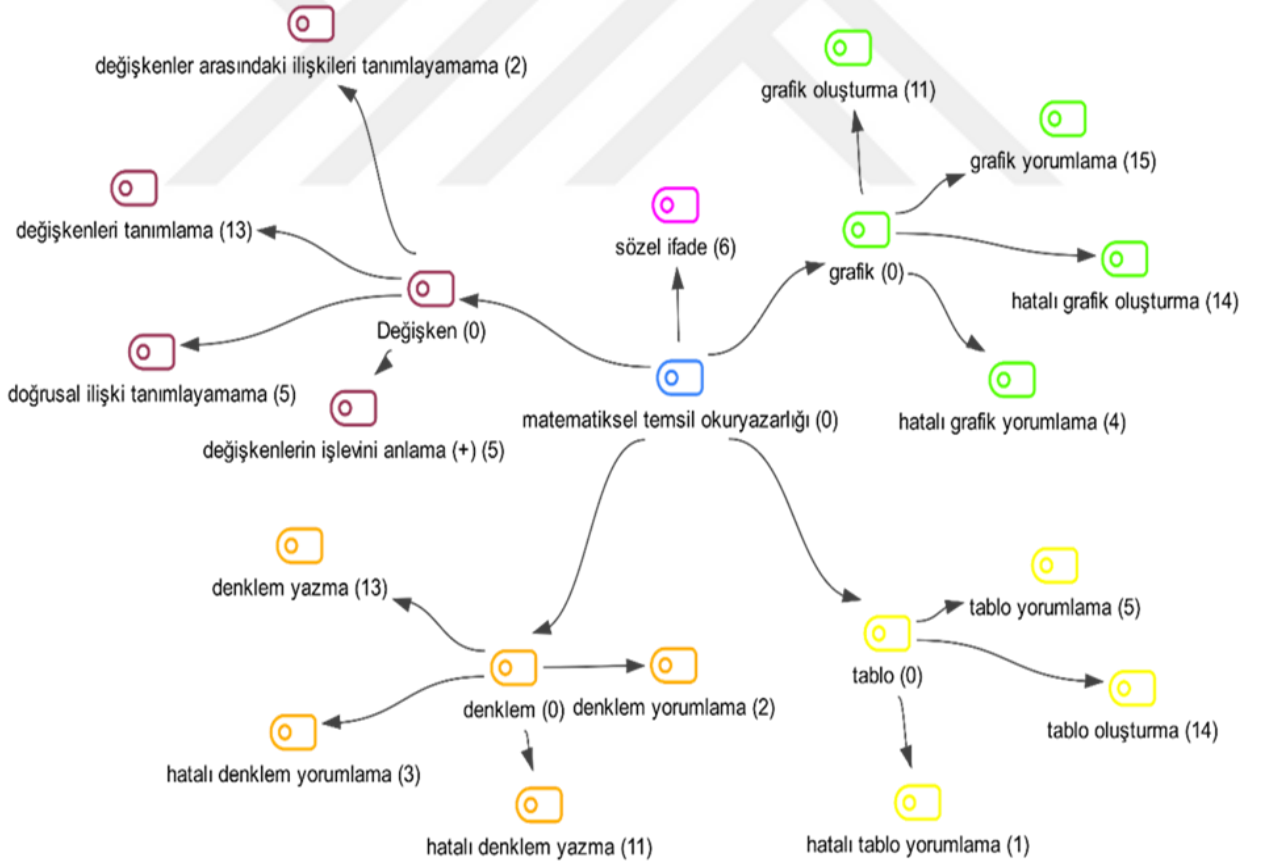 değişkenler arasındaki ilişkileri tanımlayamama (2)
grafik oluşturma (11)
grafik yorumlama (15)
değişkenleri tanımlama (13)
sözel ifade (6)
grafik (0)
hatalı grafik oluşturma (14)
Değişken (0)
doğrusal ilişki tanımlayamama (5)
matematiksel temsil okuryazarlığı (0)
hatalı grafik yorumlama (4)
değişkenlerin işlevini anlama (+) (5)
denklem yazma (13)
tablo yorumlama (5)
tablo (0)
denklem (0)
denklem yorumlama (2)
tablo oluşturma (14)
hatalı denklem yorumlama (3)
hatalı denklem yazma (11)
hatalı tablo yorumlama (1)